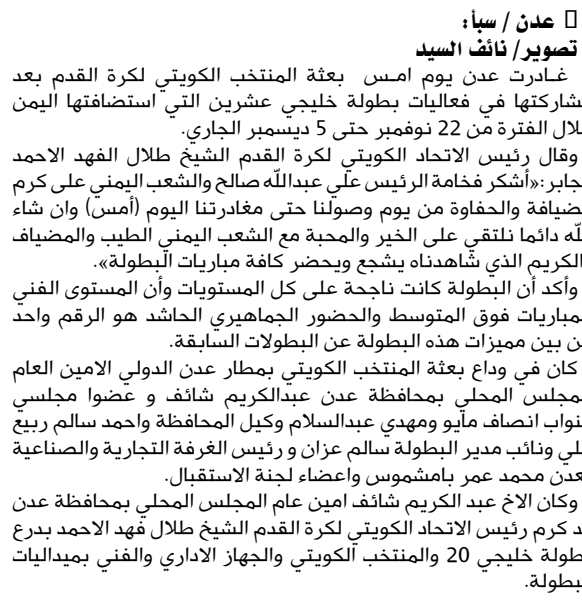 عدن / سبأ :
تصوير/ نائف السيد
غـادرت عدن يوم امـس بعثة المنتخب الكويتي لكرة القدم بعد
شاركتها في فعاليات بطولة خليجي عشرين التي استضافتها اليمن
لال الفترة من 22 نوفمبر حتى 5 ديسمبر الجاري.
وقال رئيس الاتحاد الكويتي لكرة القدم الشيخ طلال الفهد الاحمد
جابر :«أشكر فخامة الرئيس علي عبدالله صالح والشعب اليمني على كرم
ضيافة والحفاوة من يوم وصولنا حتى مغادرتنا اليوم (أمس) وان شاء
لله دائما نلتقي على الخير والمحبة مع الشعب اليمني الطيب والمضياف
الكريم الذي شاهدناه يشجع ويحضر كافة مباريات البطولة».
وأكد أن البطولة كانت ناجحة على كل المستويات وأن المستوى الفني
لمباريات فوق المتوسط والحضور الجماهيري الحاشد هو الرقم واحد
ن بين مميزات هذه البطولة عن البطولات السابقة.
كان في وداع بعثة المنتخب الكويتي بمطار عدن الدولي الامين العام
لمجلس المحلي بمحافظة عدن عبدالكريم شائف و عضوا مجلسي
نواب انصاف مايو ومهدي عبدالسلام وكيل المحافظة واحمد سالم ربيع
لي ونائب مدير البطولة سالم عزان و رئيس الغرفة التجارية والصناعية
عدن محمد عمر بامشموس واعضاء لجنة الاستقبال.
وكان الاخ عبد الكريم شائف امين عام المجلس المحلي بمحافظة عدن
د كرم رئيس الاتحاد الكويتي لكرة القدم الشيخ طلال فهد الاحمد بدرع
طولة خليجي 20 والمنتخب الكويتي والجهاز الاداري والفني بميداليات
بطولة.